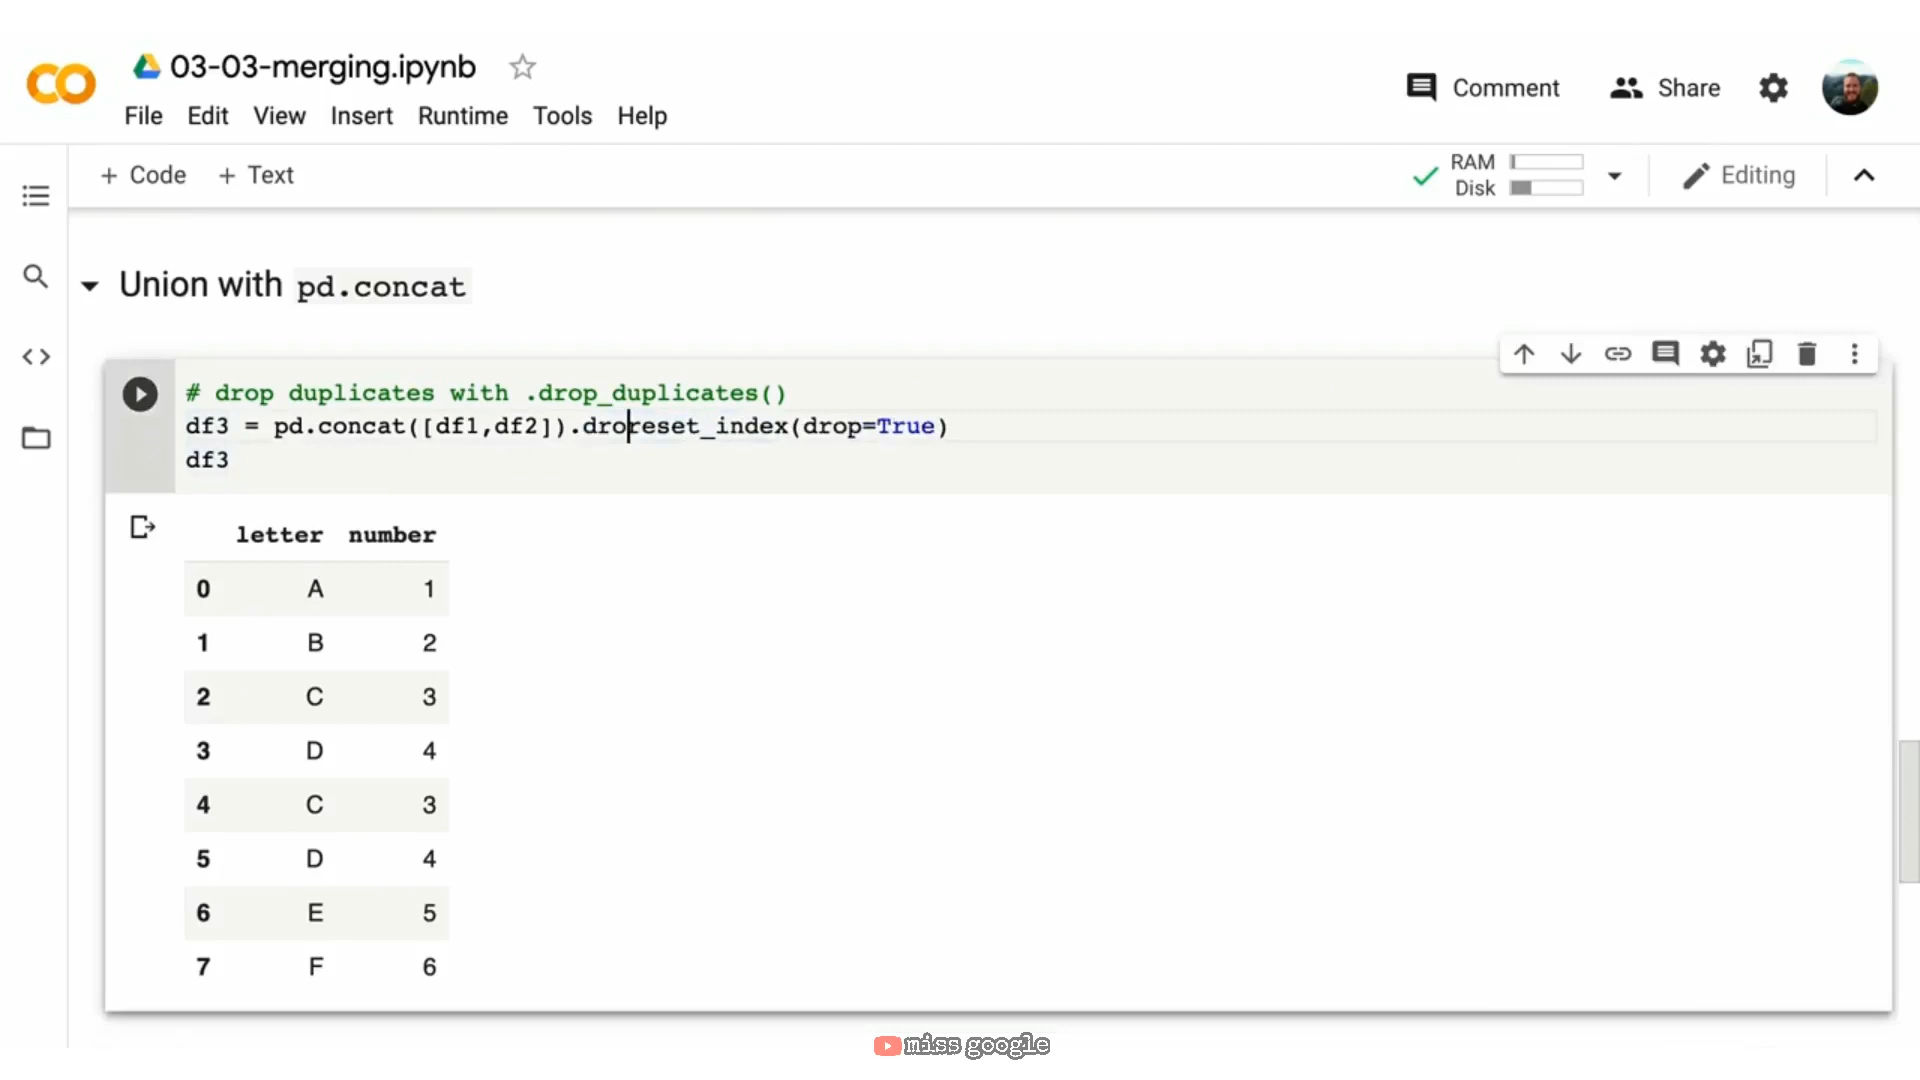 03-03-merging.ipynb
Comment
Share
File Edit View Insert Runtime Tools Help
+ Code + Text
RAM
Disk
Editing
Union with pd.concat
# drop duplicates with .drop_duplicates()
df3 = pd.concat([df1,df2]).droreset_index(drop=True)
df3
letter number
0 A 1
1 B 2
2 C 3
3 D 4
4 C 3
5 D 4
6 E 5
7 F 6
miss google